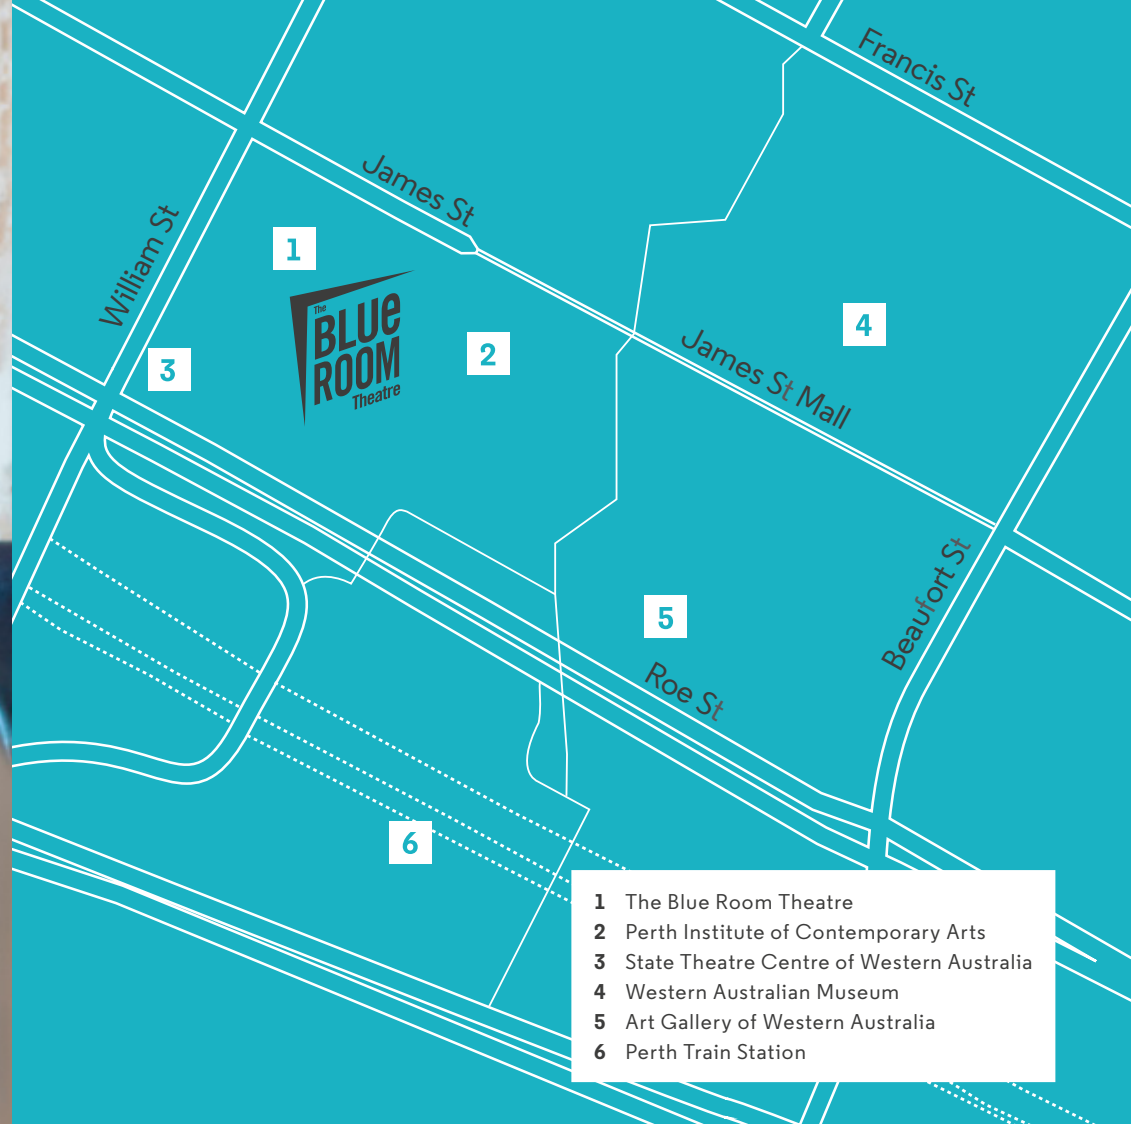 Francis St
James St
William St
1
The
BLUE
ROOM
Theatre
2
3
4
James St Mall
Beaufort St
5
Roe St
6
1 The Blue Room Theatre
2 Perth Institute of Contemporary Arts
3 State Theatre Centre of Western Australia
4 Western Australian Museum
5 Art Gallery of Western Australia
6 Perth Train Station